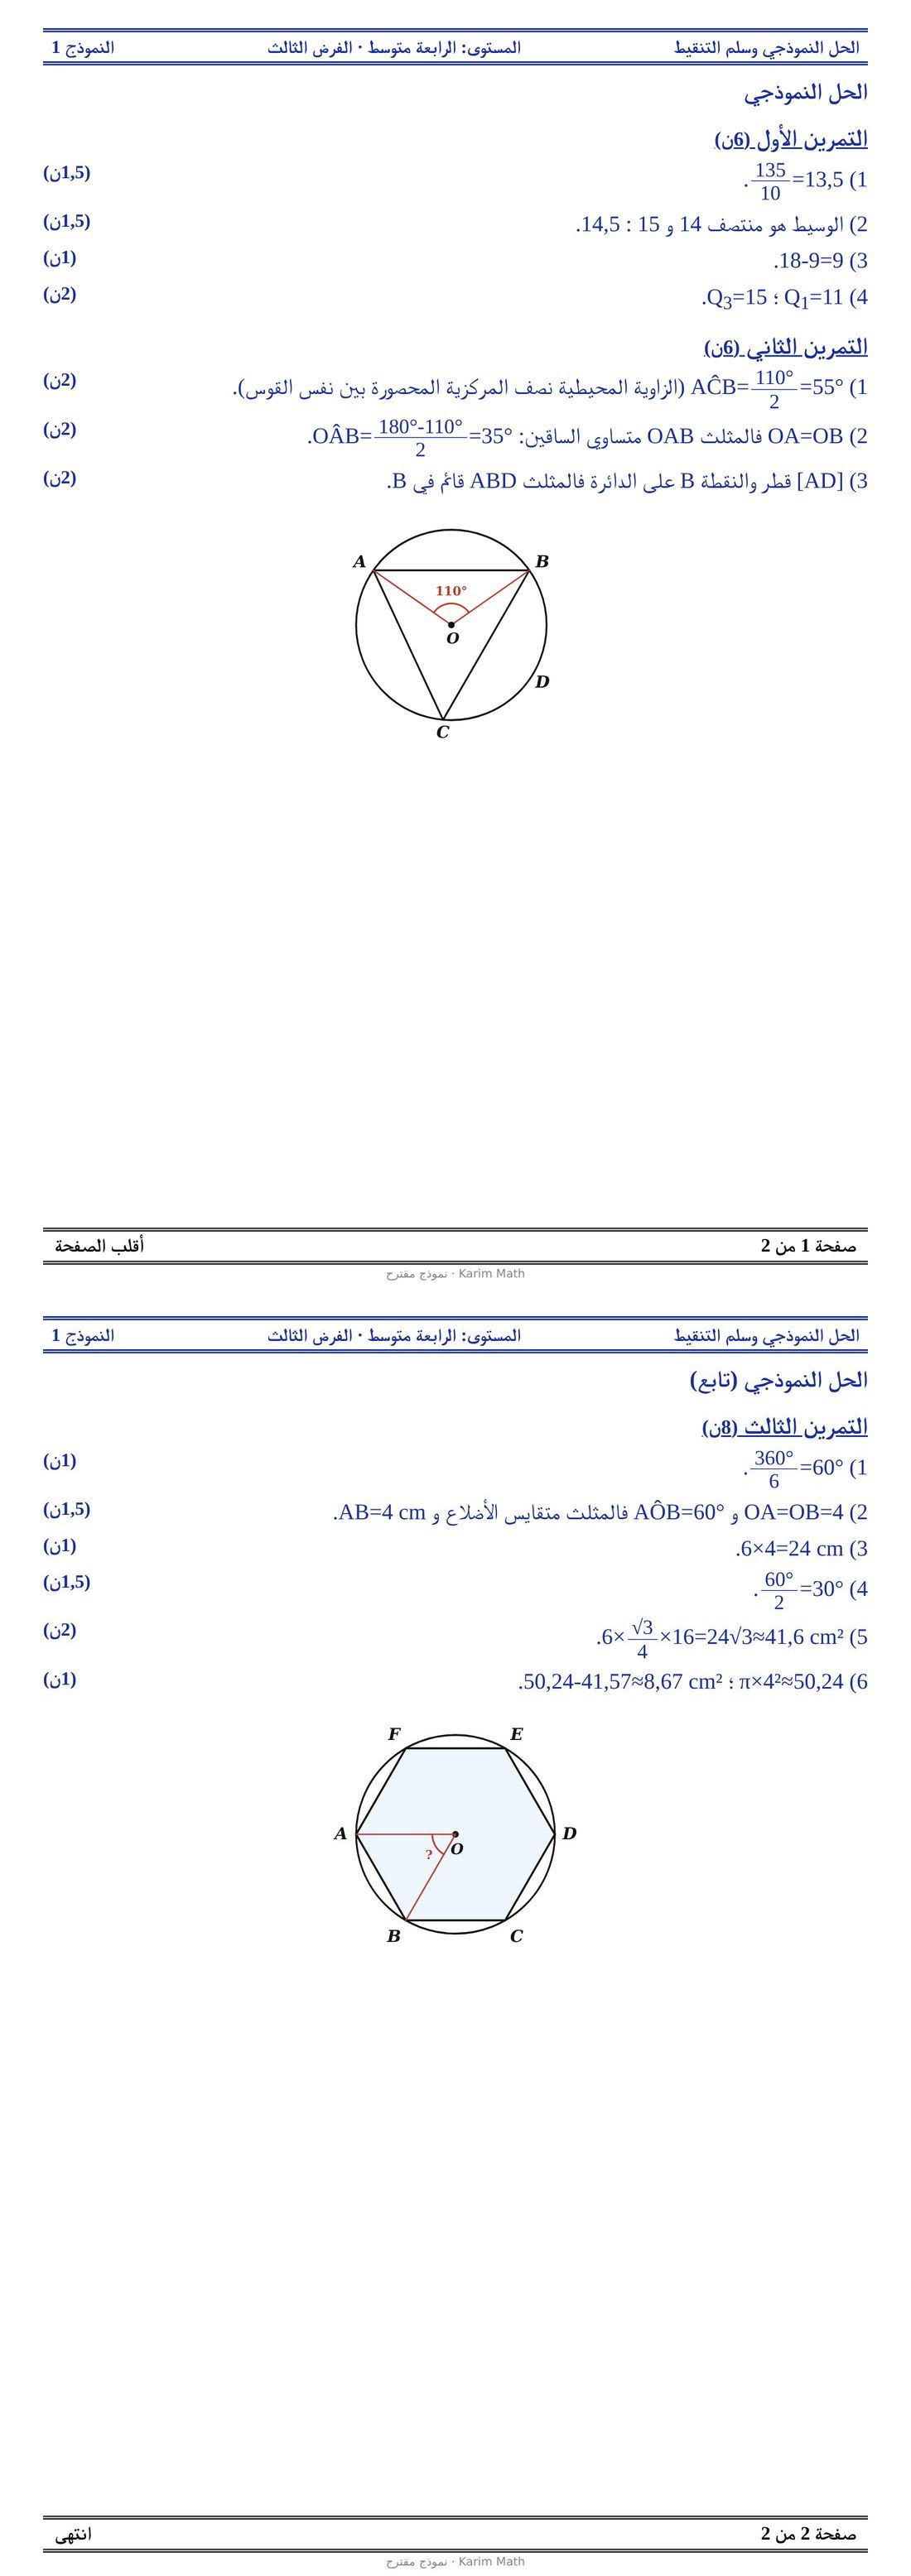 الحل النموذجي وسلم التنقيط المستوى: الرابعة متوسط · الفرض الثالث النموذج 1
الحل النموذجي
التمرين الأول (6ن)
1) 135/10=13,5. (1,5ن)
2) الوسيط هو منتصف 14 و 15 : 14,5. (1,5ن)
3) 18-9=9. (1ن)
4) Q₁=11 ؛ Q₃=15. (2ن)
التمرين الثاني (6ن)
1) AĈB=110°/2=55° (الزاوية المحيطية نصف المركزية المحصورة بين نفس القوس). (2ن)
2) OA=OB فالمثلث OAB متساوي الساقين: OÂB=180°-110°/2=35°. (2ن)
3) [AD] قطر والنقطة B على الدائرة فالمثلث ABD قائم في B. (2ن)
A B
110°
O
D
C
صفحة 1 من 2 أقلب الصفحة
Karim Math · نموذج مقترح
الحل النموذجي وسلم التنقيط المستوى: الرابعة متوسط · الفرض الثالث النموذج 1
الحل النموذجي (تابع)
التمرين الثالث (8ن)
1) 360°/6=60°. (1ن)
2) OA=OB=4 و AÔB=60° فالمثلث متقايس الأضلاع و AB=4 cm. (1,5ن)
3) 6×4=24 cm. (1ن)
4) 60°/2=30°. (1,5ن)
5) 6×√3/4×16=24√3≈41,6 cm². (2ن)
6) π×4²≈50,24 ؛ 50,24-41,57≈8,67 cm². (1ن)
F E
A D
? O
B C
صفحة 2 من 2 انتهى
Karim Math · نموذج مقترح